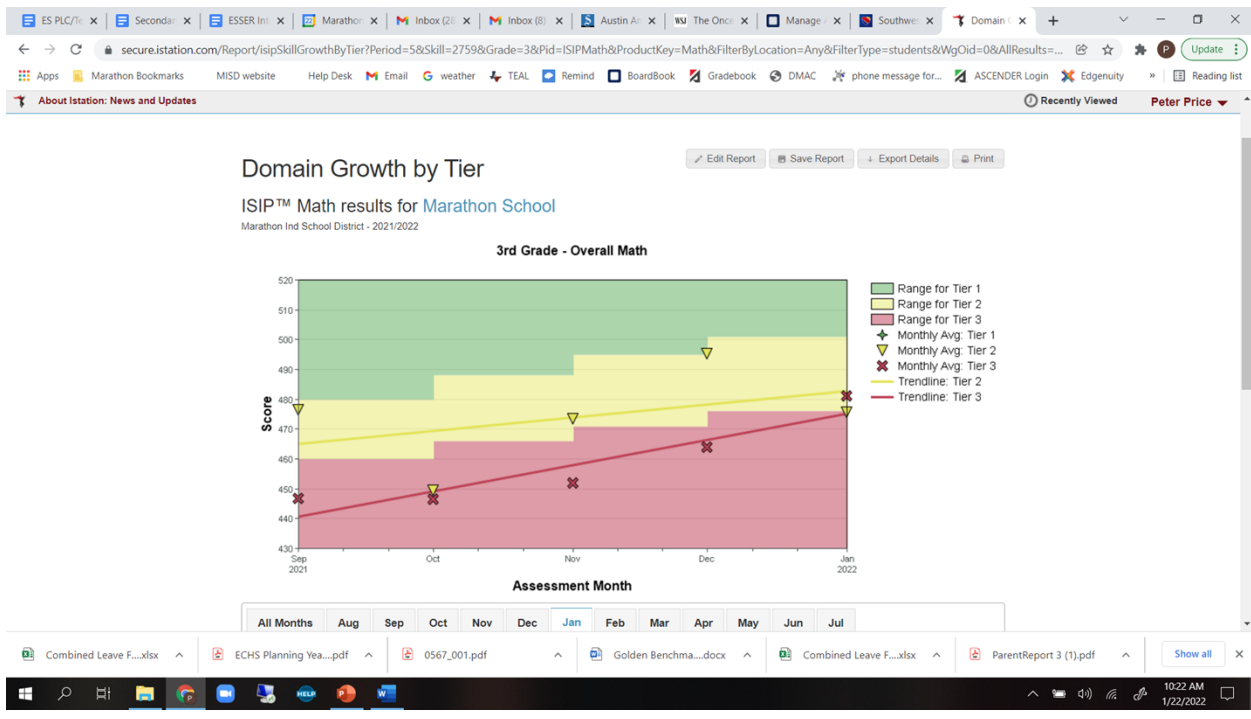 ES PLC/Te
Secondar
ESSER Int
Marathon
Inbox (28
Inbox (8)
Austin Ar
WSJ The Once
Manage
Southwes
Domain
secure.istation.com/Report/isipSkillGrowthByTier?Period=5&Skill=2759&Grade=3&Pid=ISIPMath&ProductKey=Math&FilterByLocation=Any&FilterType=students&WgOid=0&AllResults=...
P
Update
Apps
Marathon Bookmarks
MISD website
Help Desk
Email
weather
TEAL
Remind
BoardBook
Gradebook
DMAC
phone message for...
ASCENDER Login
Edgenuity
»
Reading list
About Istation: News and Updates
Recently Viewed
Peter Price
Domain Growth by Tier
Edit Report
Save Report
Export Details
Print
ISIP™ Math results for Marathon School
Marathon Ind School District - 2021/2022
3rd Grade - Overall Math
520
510
500
490
480
470
460
450
440
430
Score
Sep
2021
Oct
Nov
Dec
Jan
2022
Assessment Month
Range for Tier 1
Range for Tier 2
Range for Tier 3
Monthly Avg: Tier 1
Monthly Avg: Tier 2
Monthly Avg: Tier 3
Trendline: Tier 2
Trendline: Tier 3
All Months
Aug
Sep
Oct
Nov
Dec
Jan
Feb
Mar
Apr
May
Jun
Jul
Combined Leave F....xlsx
ECHS Planning Yea....pdf
0567_001.pdf
Golden Benchma....docx
Combined Leave F....xlsx
ParentReport 3 (1).pdf
Show all
HELP
10:22 AM
1/22/2022